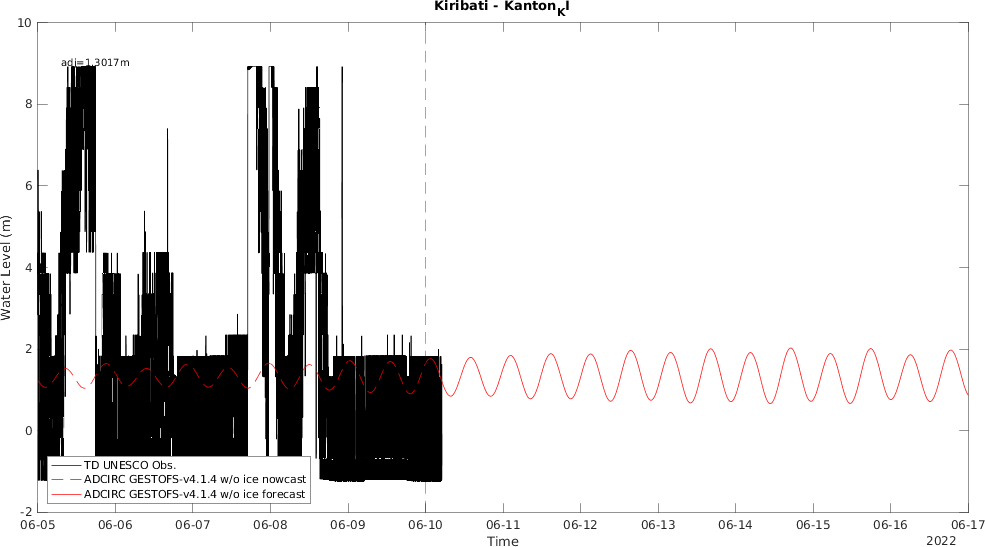 Kiribati - KantonKI
adj=1.3017m
Water Level (m)
10
8
6
4
2
0
-2
TD UNESCO Obs.
ADCIRC GESTOFS-v4.1.4 w/o ice nowcast
ADCIRC GESTOFS-v4.1.4 w/o ice forecast
06-05 06-06 06-07 06-08 06-09 06-10 06-11 06-12 06-13 06-14 06-15 06-16 06-17
Time
2022